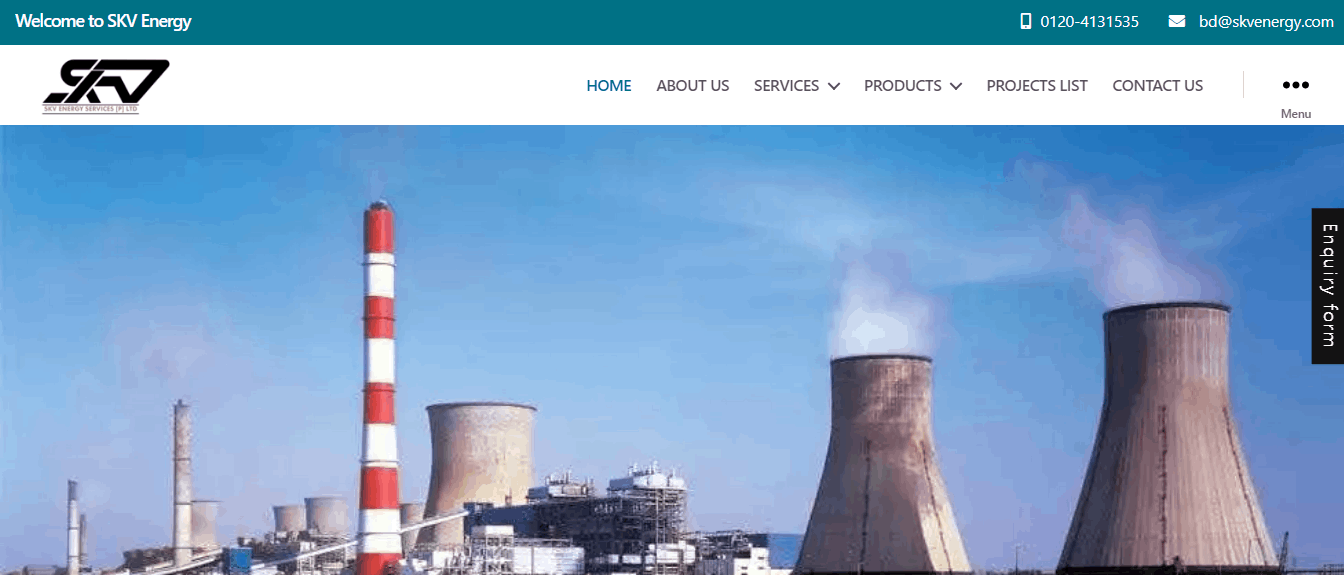 Welcome to SKV Energy
0120-4131535
bd@skvenergy.com
SKV
SKV ENERGY SERVICES [P] LTD
HOME
ABOUT US
SERVICES
PRODUCTS
PROJECTS LIST
CONTACT US
Menu
Enquiry form